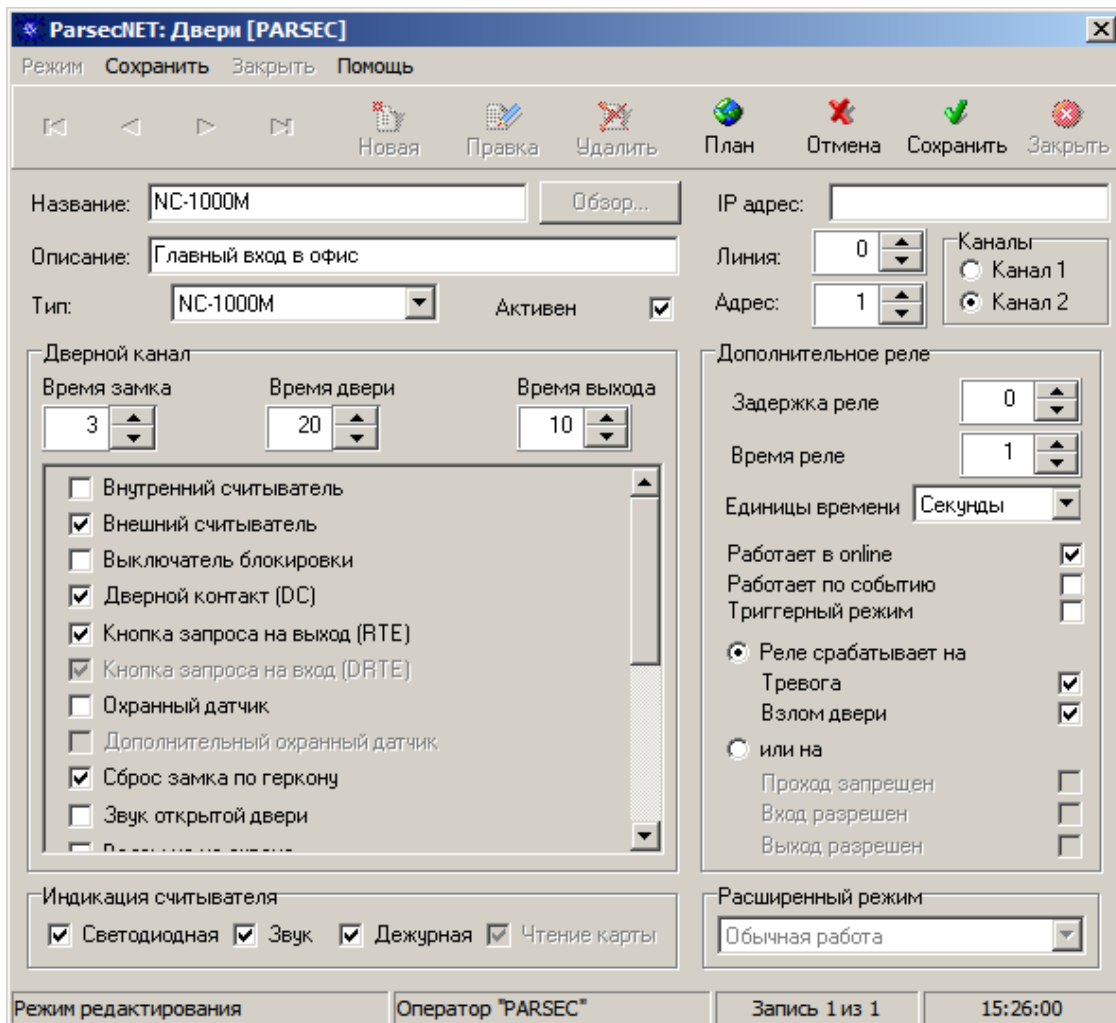 ParsecNET: Двери [PARSEC]
Режим Сохранить Закрыть Помощь
Новая Правка Удалить План Отмена Сохранить Закрыть
Название: NC-1000M Обзор... IP адрес:
Описание: Главный вход в офис Линия: 0 Каналы
Канал 1
Тип: NC-1000M Активен Адрес: 1 Канал 2
Дверной канал
Время замка Время двери Время выхода
3 20 10
Внутренний считыватель
Внешний считыватель
Выключатель блокировки
Дверной контакт (DC)
Кнопка запроса на выход (RTE)
Кнопка запроса на вход (DRTE)
Охранный датчик
Дополнительный охранный датчик
Сброс замка по геркону
Звук открытой двери
Дополнительное реле
Задержка реле 0
Время реле 1
Единицы времени Секунды
Работает в online
Работает по событию
Триггерный режим
Реле срабатывает на
Тревога
Взлом двери
или на
Проход запрещен
Вход разрешен
Выход разрешен
Индикация считывателя
Светодиодная Звук Дежурная Чтение карты
Расширенный режим
Обычная работа
Режим редактирования Оператор "PARSEC" Запись 1 из 1 15:26:00